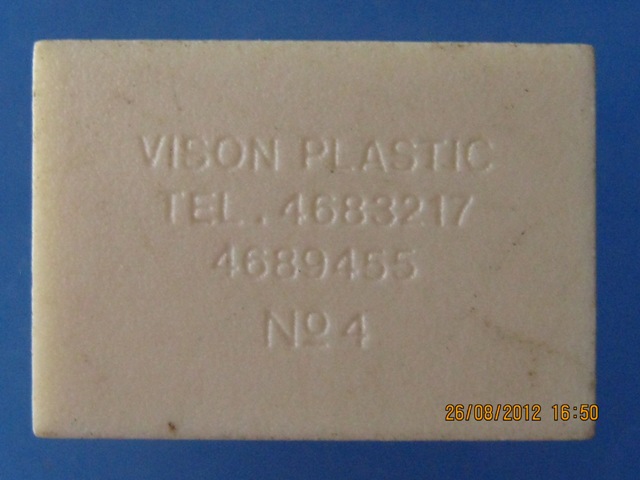 VISON PLASTIC
TEL. 4683217
4689455
Nº 4
26/08/2012 16:50